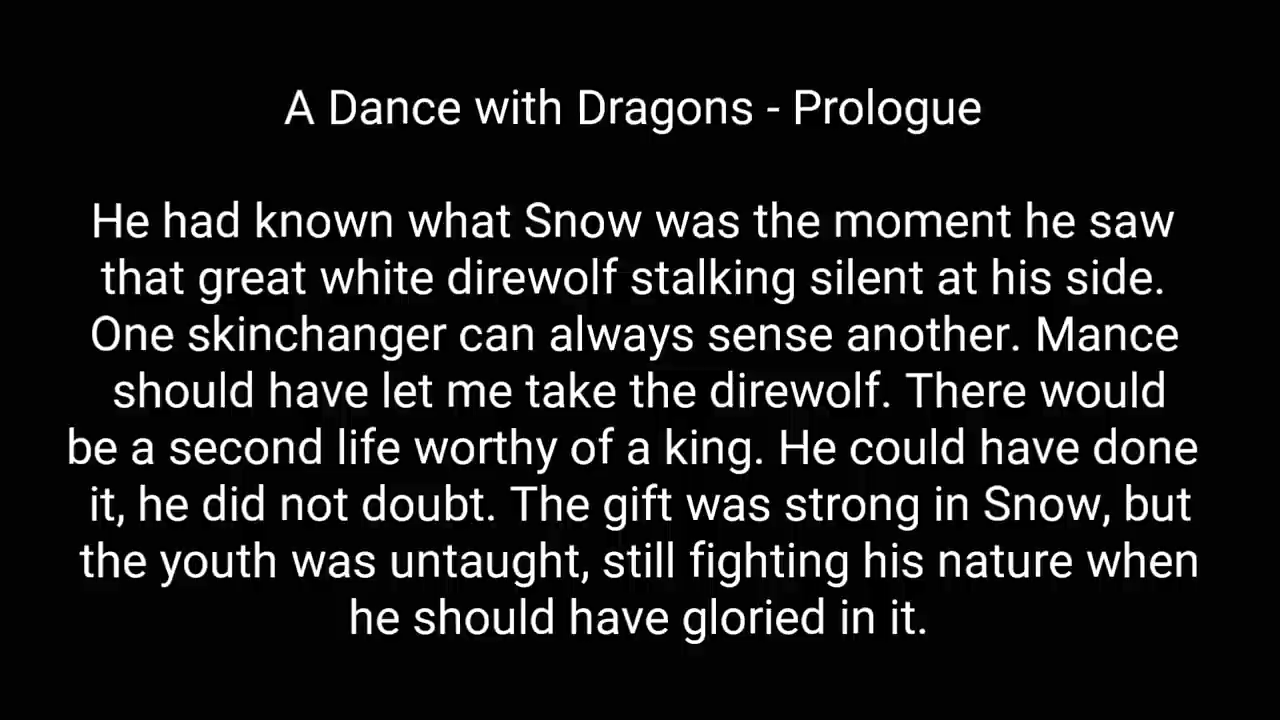 A Dance with Dragons - Prologue
He had known what Snow was the moment he saw
that great white direwolf stalking silent at his side.
One skinchanger can always sense another. Mance
should have let me take the direwolf. There would
be a second life worthy of a king. He could have done
it, he did not doubt. The gift was strong in Snow, but
the youth was untaught, still fighting his nature when
he should have gloried in it.